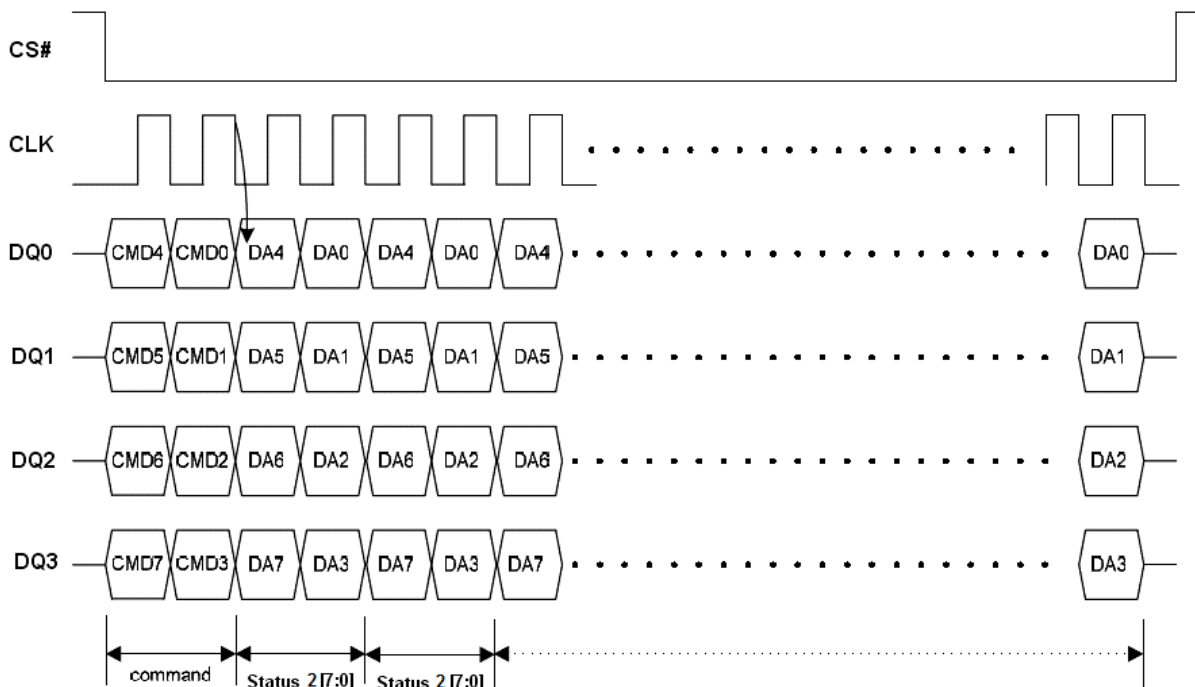 CS#
CLK
DQ0 CMD4 CMD0 DA4 DA0 DA4 DA0 DA4 DA0
DQ1 CMD5 CMD1 DA5 DA1 DA5 DA1 DA5 DA1
DQ2 CMD6 CMD2 DA6 DA2 DA6 DA2 DA6 DA2
DQ3 CMD7 CMD3 DA7 DA3 DA7 DA3 DA7 DA3
command Status 2 [7:0] Status 2 [7:0]